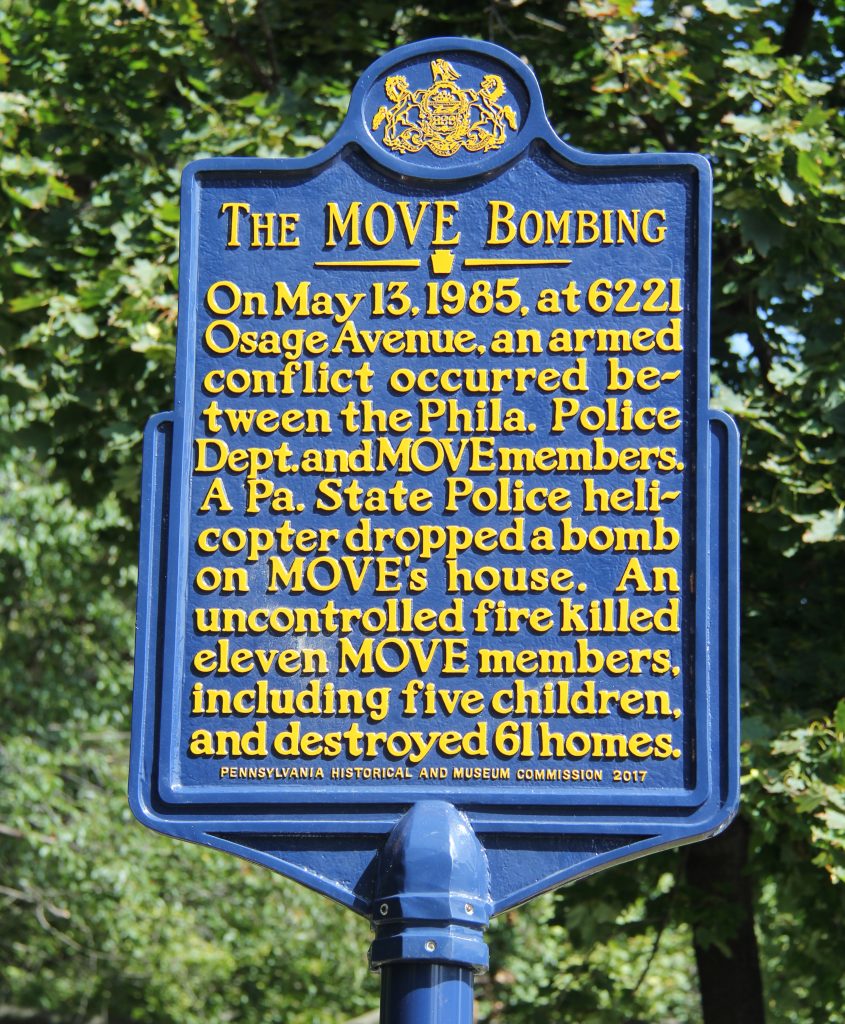 The MOVE Bombing
On May 13, 1985, at 6221
Osage Avenue, an armed
conflict occurred be-
tween the Phila. Police
Dept. and MOVE members.
A Pa. State Police heli-
copter dropped a bomb
on MOVE's house. An
uncontrolled fire killed
eleven MOVE members,
including five children,
and destroyed 61 homes.
PENNSYLVANIA HISTORICAL AND MUSEUM COMMISSION 2017